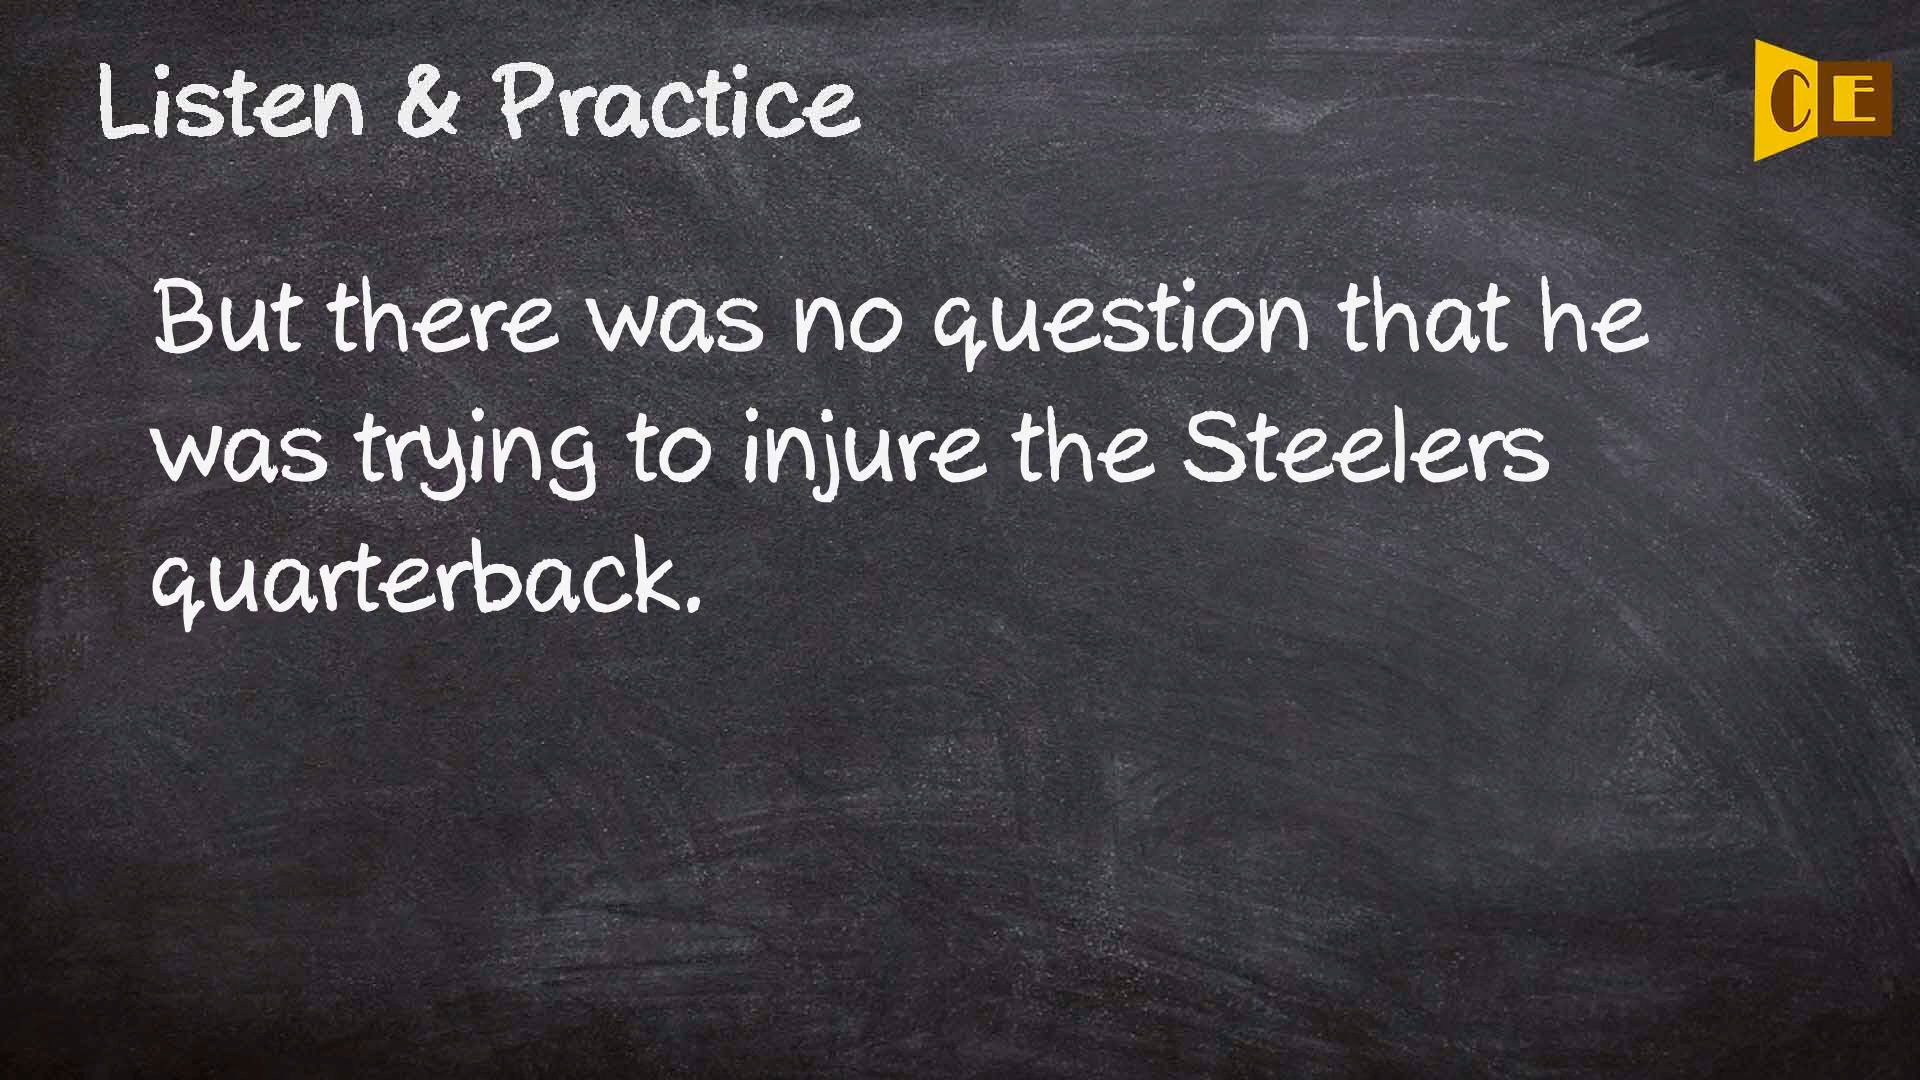 Listen & Practice
CE
But there was no question that he
was trying to injure the Steelers
quarterback.